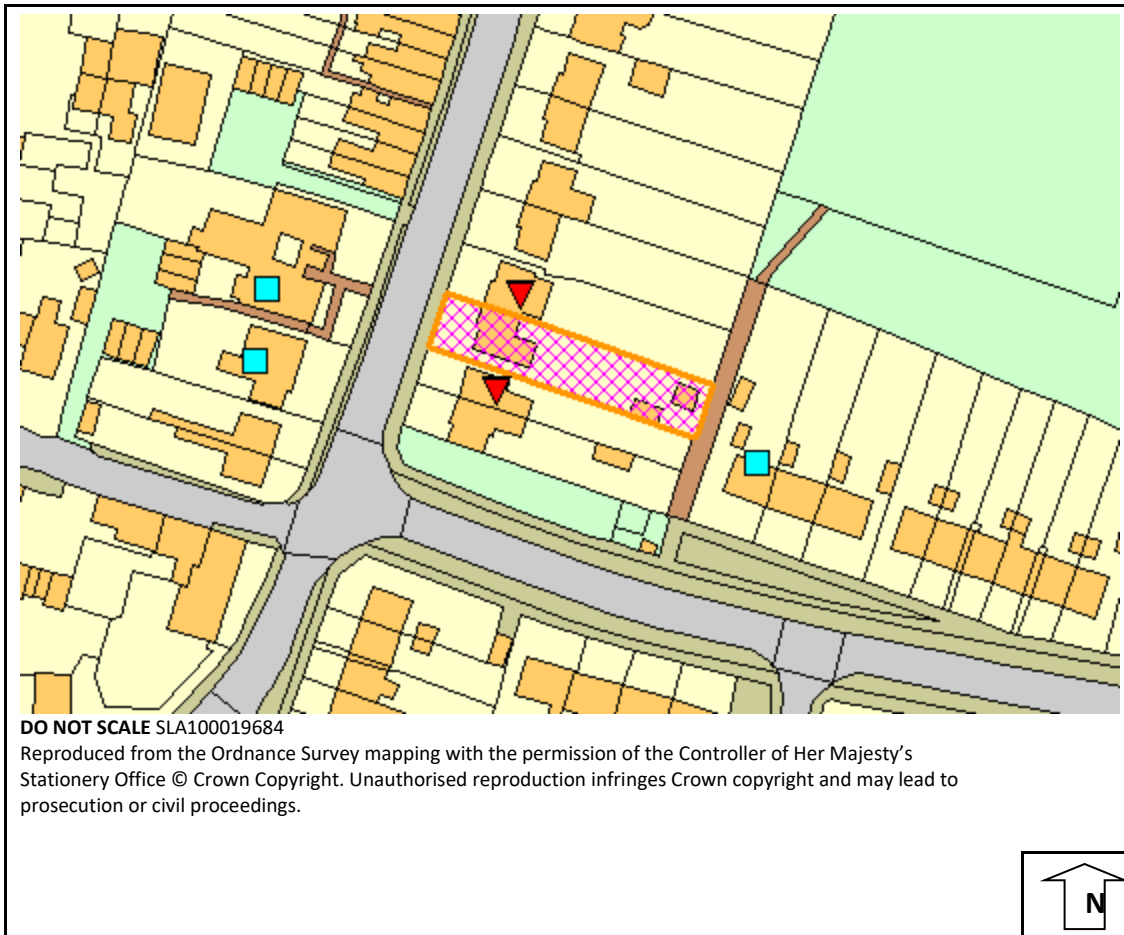 DO NOT SCALE SLA100019684
Reproduced from the Ordnance Survey mapping with the permission of the Controller of Her Majesty's
Stationery Office © Crown Copyright. Unauthorised reproduction infringes Crown copyright and may lead to
prosecution or civil proceedings.
N